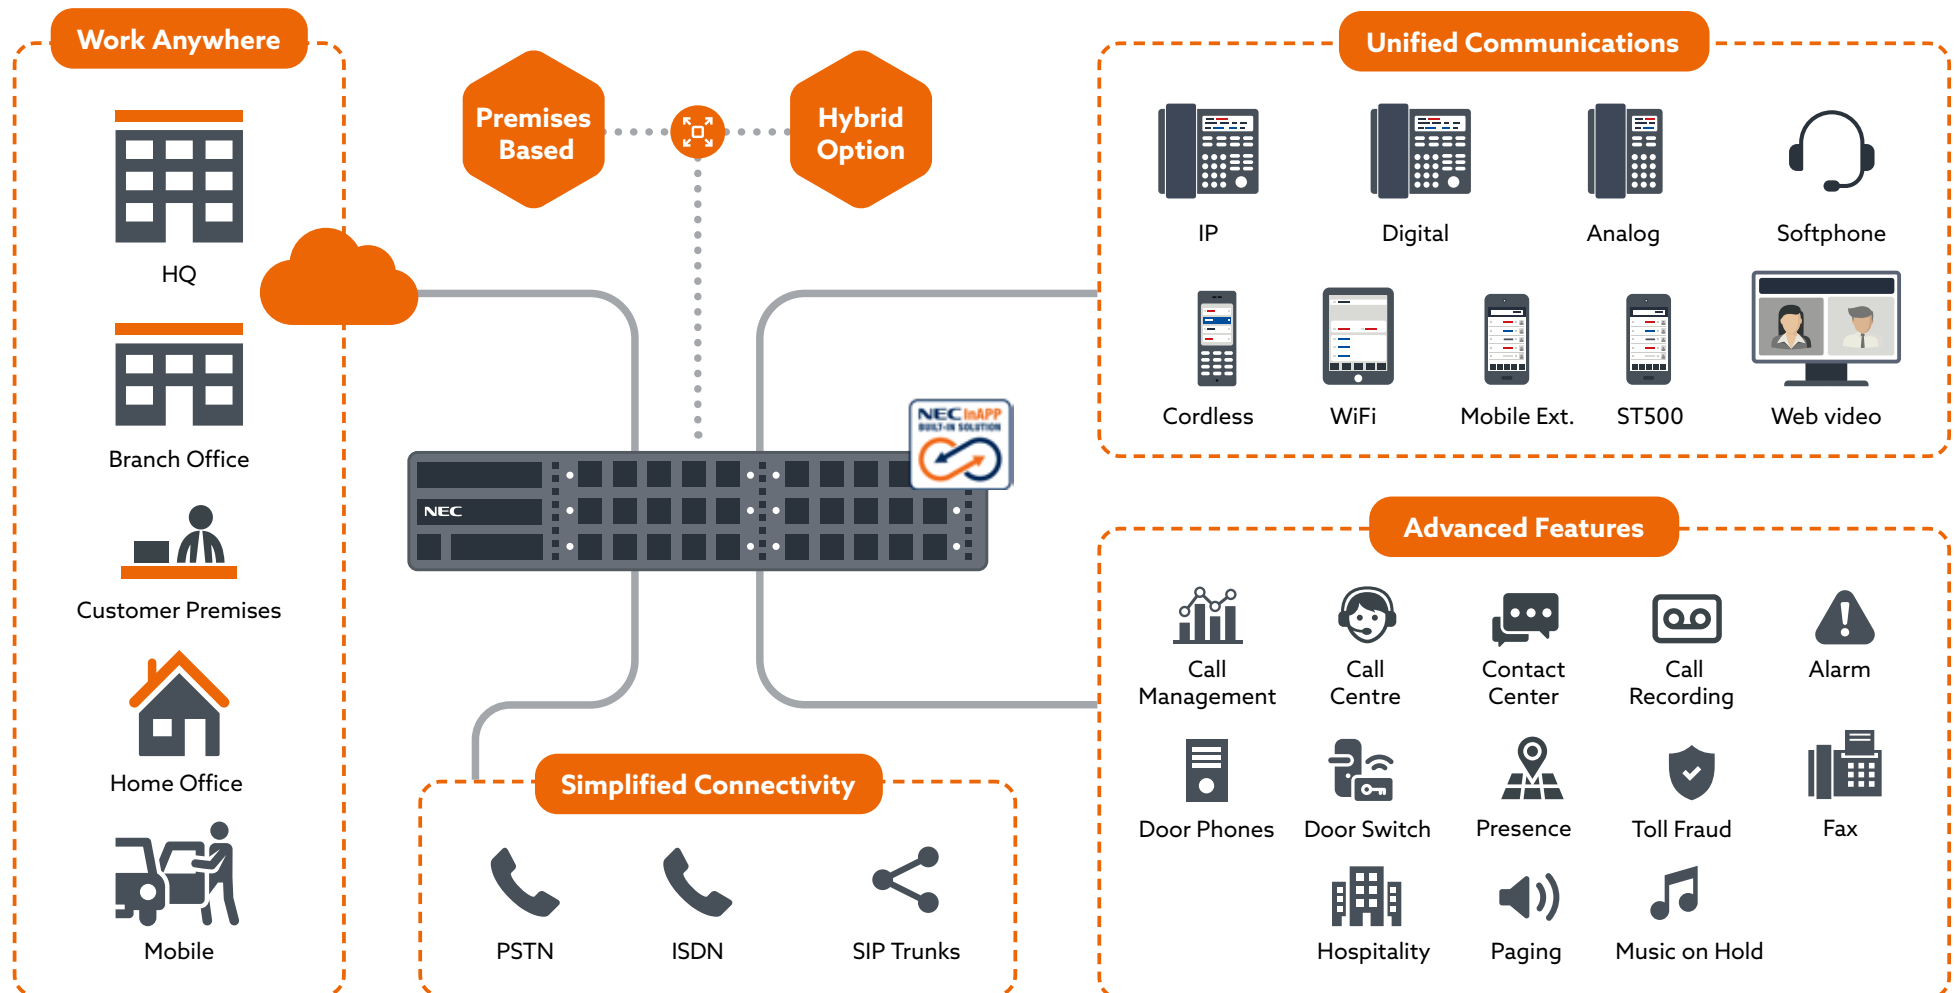 Work Anywhere
HQ
Branch Office
Customer Premises
Home Office
Mobile
Premises
Based
Hybrid
Option
NEC InAPP
BUILT-IN SOLUTION
NEC
Simplified Connectivity
PSTN
ISDN
SIP Trunks
Unified Communications
IP
Digital
Analog
Softphone
Cordless
WiFi
Mobile Ext.
ST500
Web video
Advanced Features
Call
Management
Call
Centre
Contact
Center
Call
Recording
Alarm
Door Phones
Door Switch
Presence
Toll Fraud
Fax
Hospitality
Paging
Music on Hold